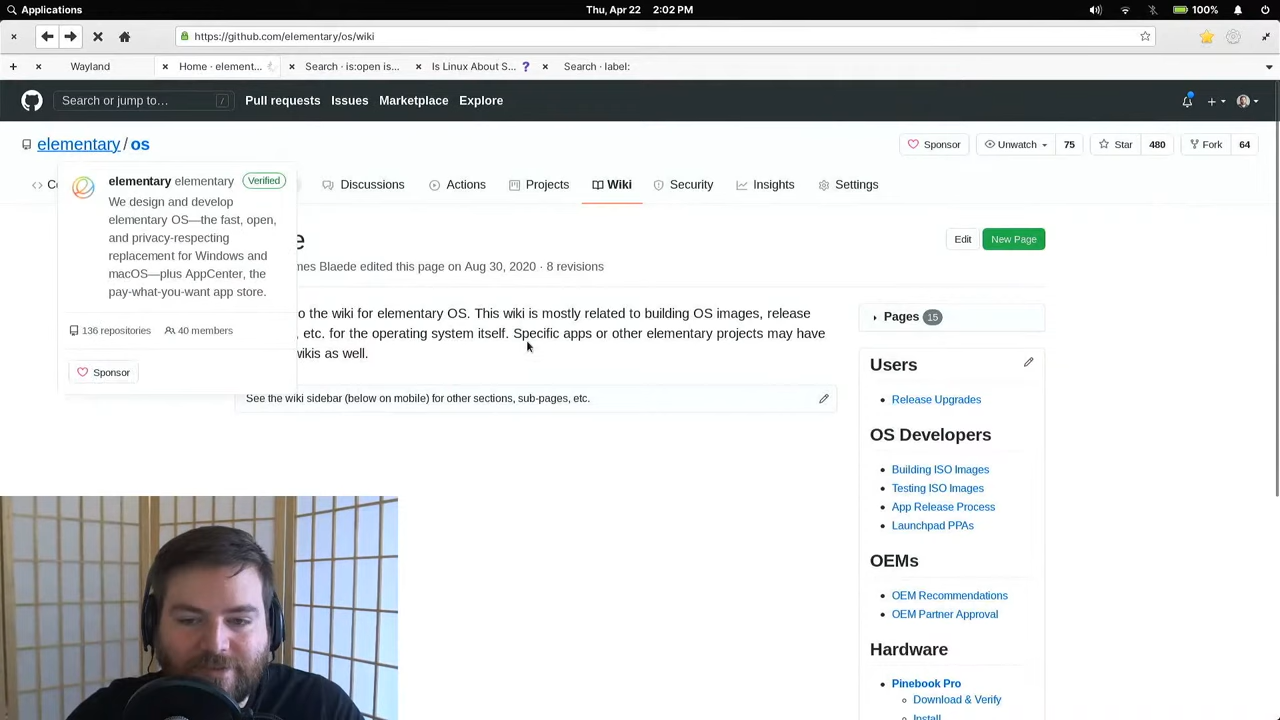 Applications
Thu, Apr 22 2:02 PM
100%
https://github.com/elementary/os/wiki
Wayland
Home · element...
Search · is:open is...
Is Linux About S... ?
Search · label:
Search or jump to… /
Pull requests
Issues
Marketplace
Explore
elementary / os
Sponsor
Unwatch
75
Star
480
Fork
64
Discussions
Actions
Projects
Wiki
Security
Insights
Settings
elementary elementary Verified
We design and develop
elementary OS—the fast, open,
and privacy-respecting
replacement for Windows and
macOS—plus AppCenter, the
pay-what-you-want app store.
136 repositories 40 members
Sponsor
Edit
New Page
mes Blaede edited this page on Aug 30, 2020 · 8 revisions
o the wiki for elementary OS. This wiki is mostly related to building OS images, release
, etc. for the operating system itself. Specific apps or other elementary projects may have
wikis as well.
See the wiki sidebar (below on mobile) for other sections, sub-pages, etc.
Pages 15
Users
Release Upgrades
OS Developers
Building ISO Images
Testing ISO Images
App Release Process
Launchpad PPAs
OEMs
OEM Recommendations
OEM Partner Approval
Hardware
Pinebook Pro
Download & Verify
Install